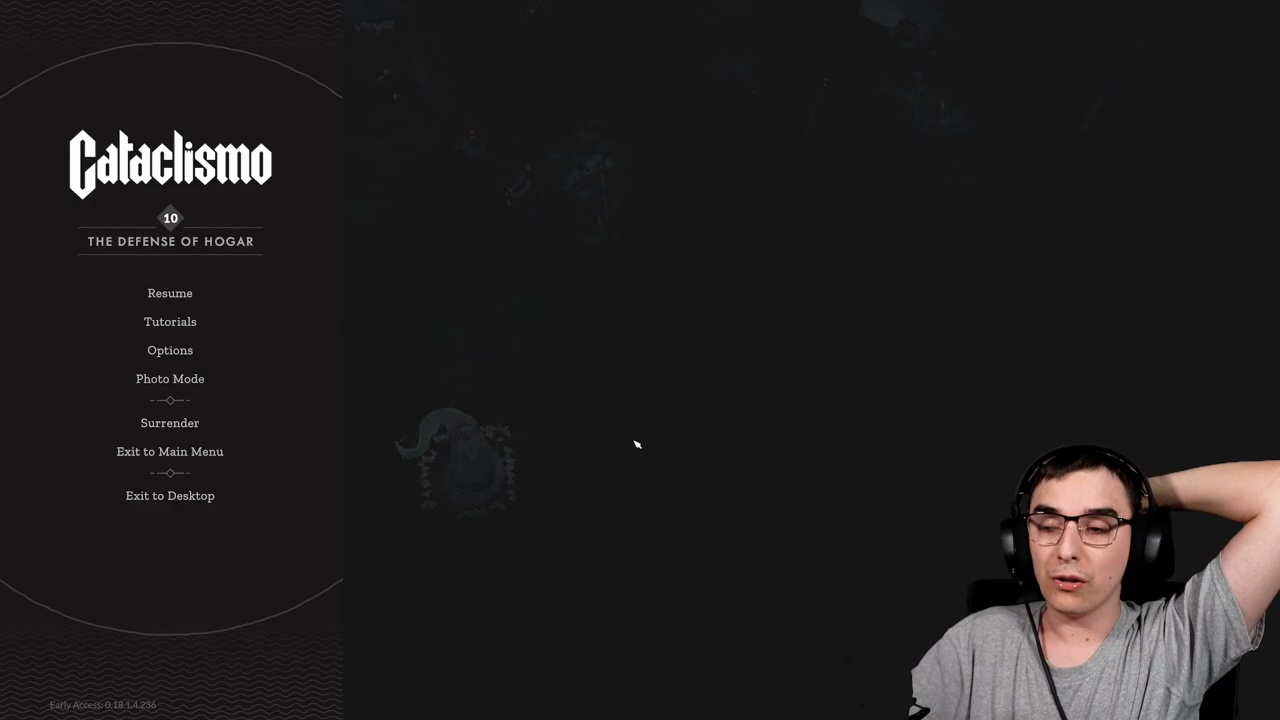 Cataclismo
10
THE DEFENSE OF HOGAR
Resume
Tutorials
Options
Photo Mode
Surrender
Exit to Main Menu
Exit to Desktop
Early Access: 0.18.1.4.236